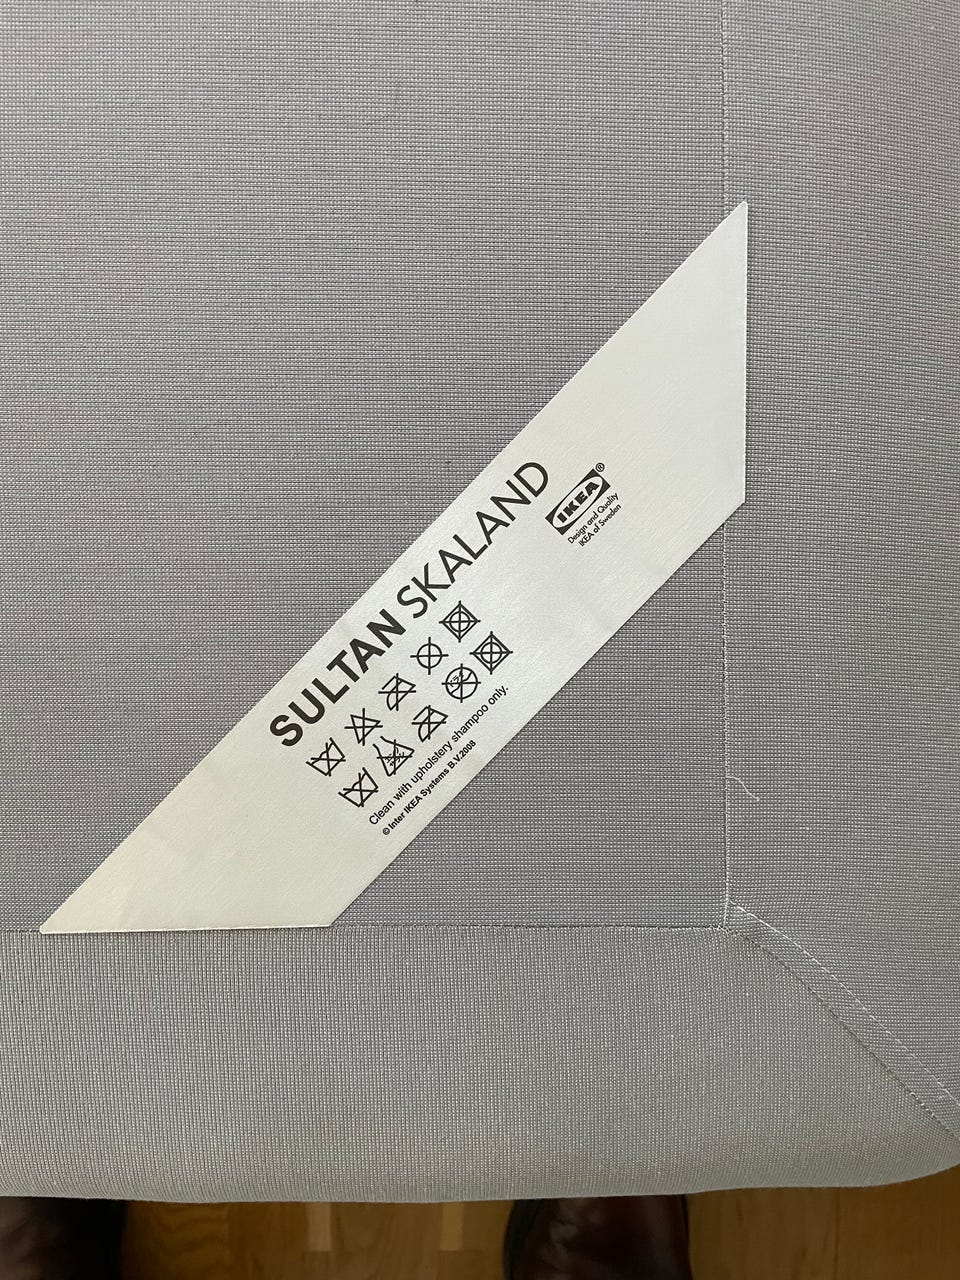 SULTAN SKALAND
IKEA®
Design and Quality
IKEA of Sweden
Clean with upholstery shampoo only.
© Inter IKEA Systems B.V.2008